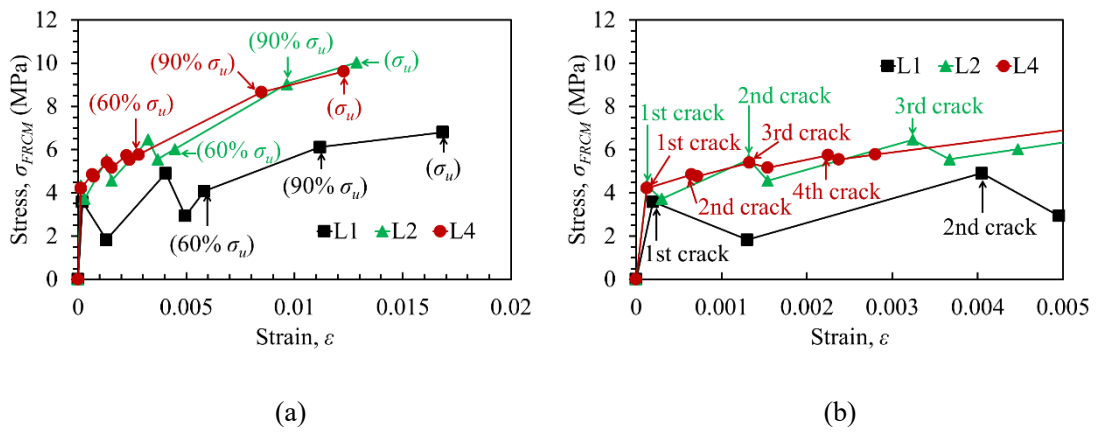 12
10
8
6
4
2
0
Stress, σFRCM (MPa)
(90% σu)
(90% σu)
(σu)
(60% σu)
(σu)
(60% σu)
(90% σu)
(σu)
(60% σu)
L1 L2 L4
0 0.005 0.01 0.015 0.02
Strain, ε
(a)
12
10
8
6
4
2
0
Stress, σFRCM (MPa)
L1 L2 L4
1st crack
2nd crack
3rd crack
1st crack
3rd crack
2nd crack
4th crack
1st crack
2nd crack
0 0.001 0.002 0.003 0.004 0.005
Strain, ε
(b)